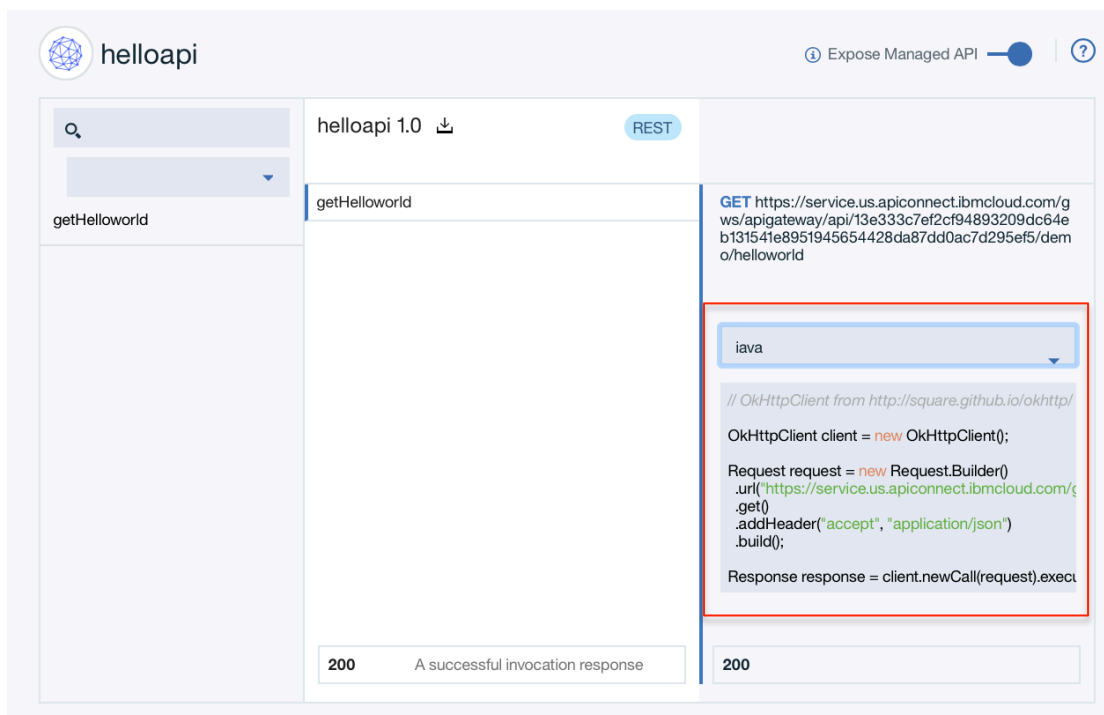 helloapi
Expose Managed API
?
helloapi 1.0
REST
getHelloworld
getHelloworld
GET https://service.us.apiconnect.ibmcloud.com/g
ws/apigateway/api/13e333c7ef2cf94893209dc64e
b131541e8951945654428da87dd0ac7d295ef5/dem
o/helloworld
iava
// OkHttpClient from http://square.github.io/okhttp/
OkHttpClient client = new OkHttpClient();
Request request = new Request.Builder()
.url("https://service.us.apiconnect.ibmcloud.com/g
.get()
.addHeader("accept", "application/json")
.build();
Response response = client.newCall(request).execu
200 A successful invocation response
200